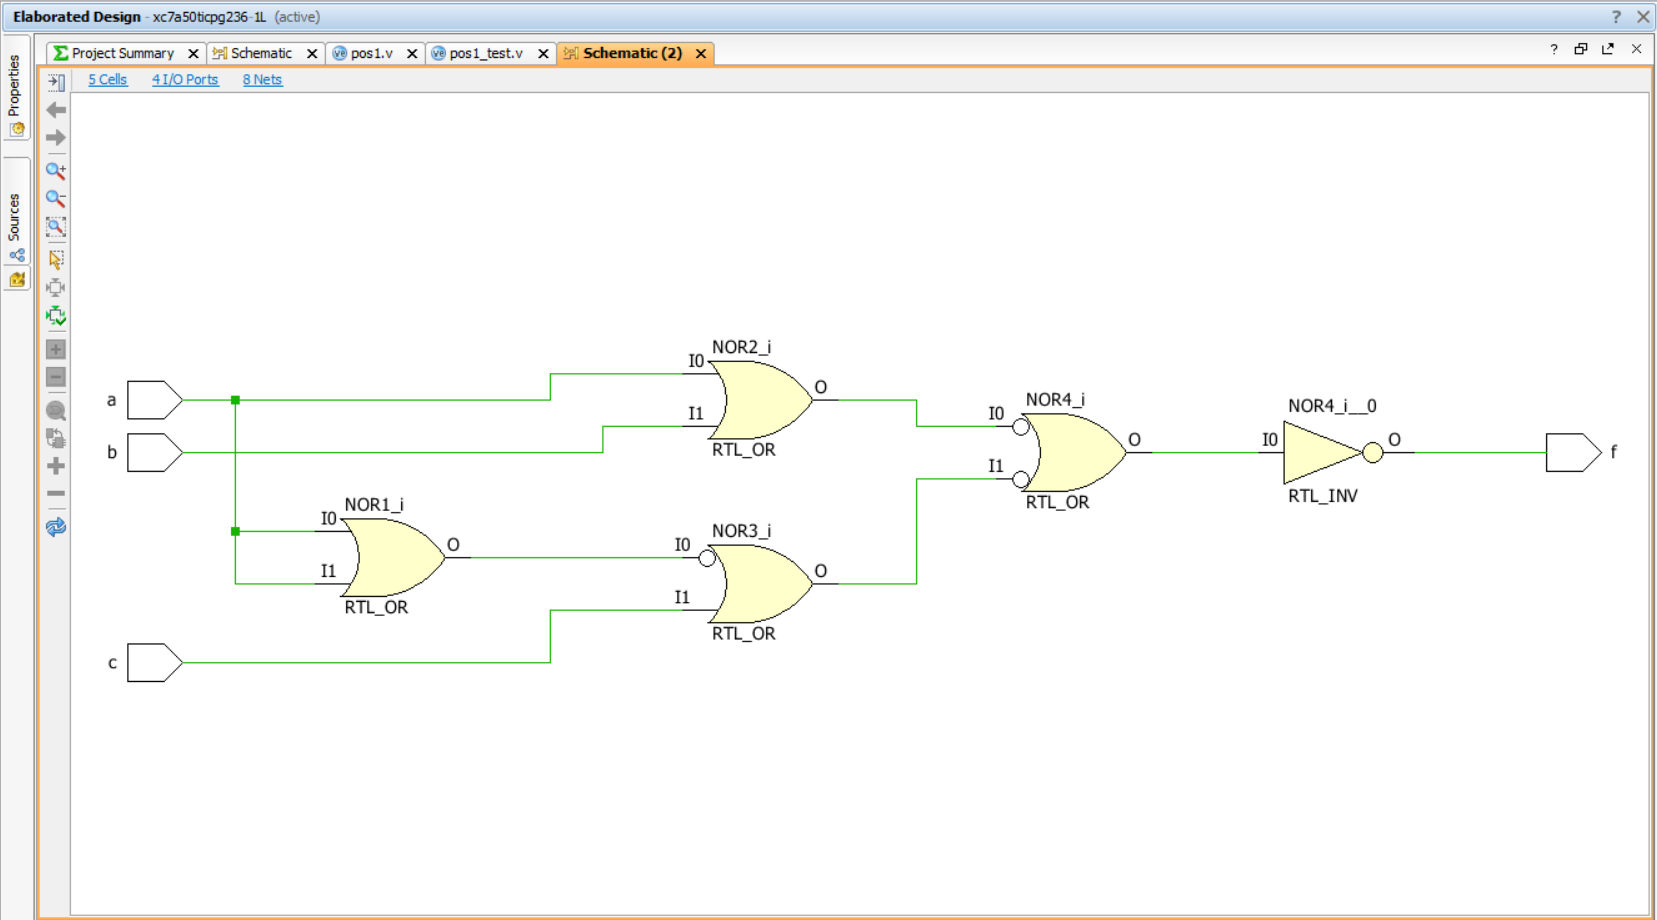 Elaborated Design - xc7a50ticpg236-1L (active)
?
Properties
Sources
Project Summary
Schematic
pos1.v
pos1_test.v
Schematic (2)
?
5 Cells
4 I/O Ports
8 Nets
NOR2_i
I0
O
I1
RTL_OR
a
b
NOR4_i
I0
O
I1
RTL_OR
NOR4_i__0
I0
O
RTL_INV
f
NOR1_i
I0
O
I1
RTL_OR
NOR3_i
I0
O
I1
RTL_OR
c